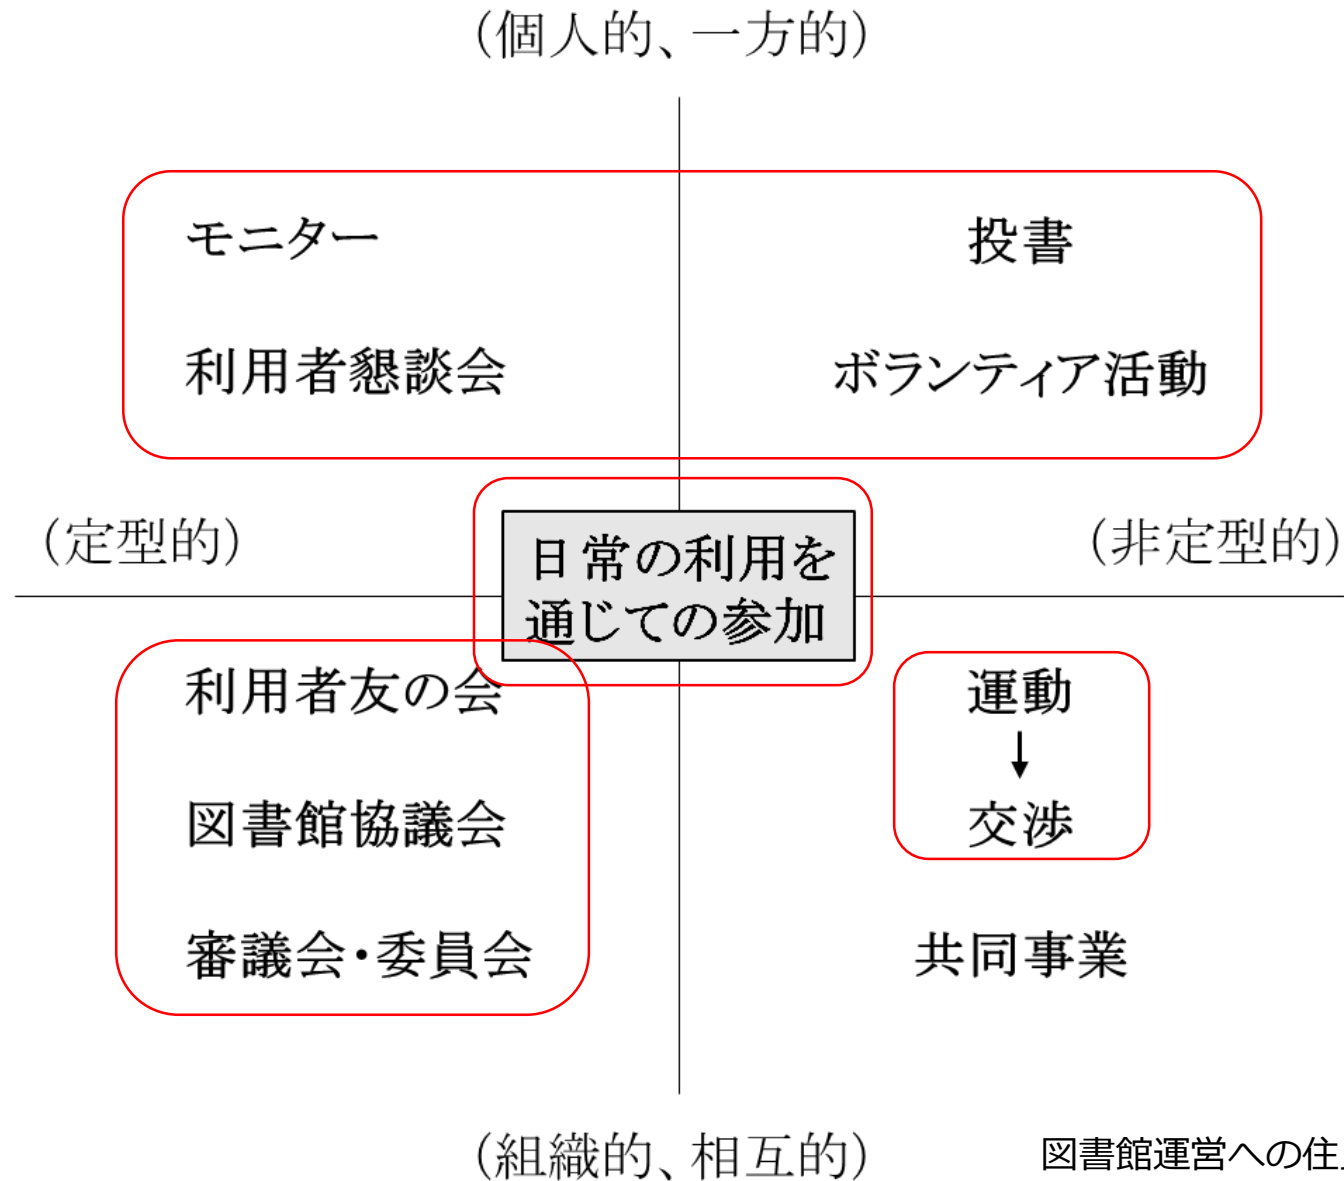 (個人的、一方的)
モニター
投書
利用者懇談会
ボランティア活動
(定型的)
(非定型的)
日常の利用を
通じての参加
利用者友の会
運動
↓
図書館協議会
交渉
審議会・委員会
共同事業
(組織的、相互的)
図書館運営への住